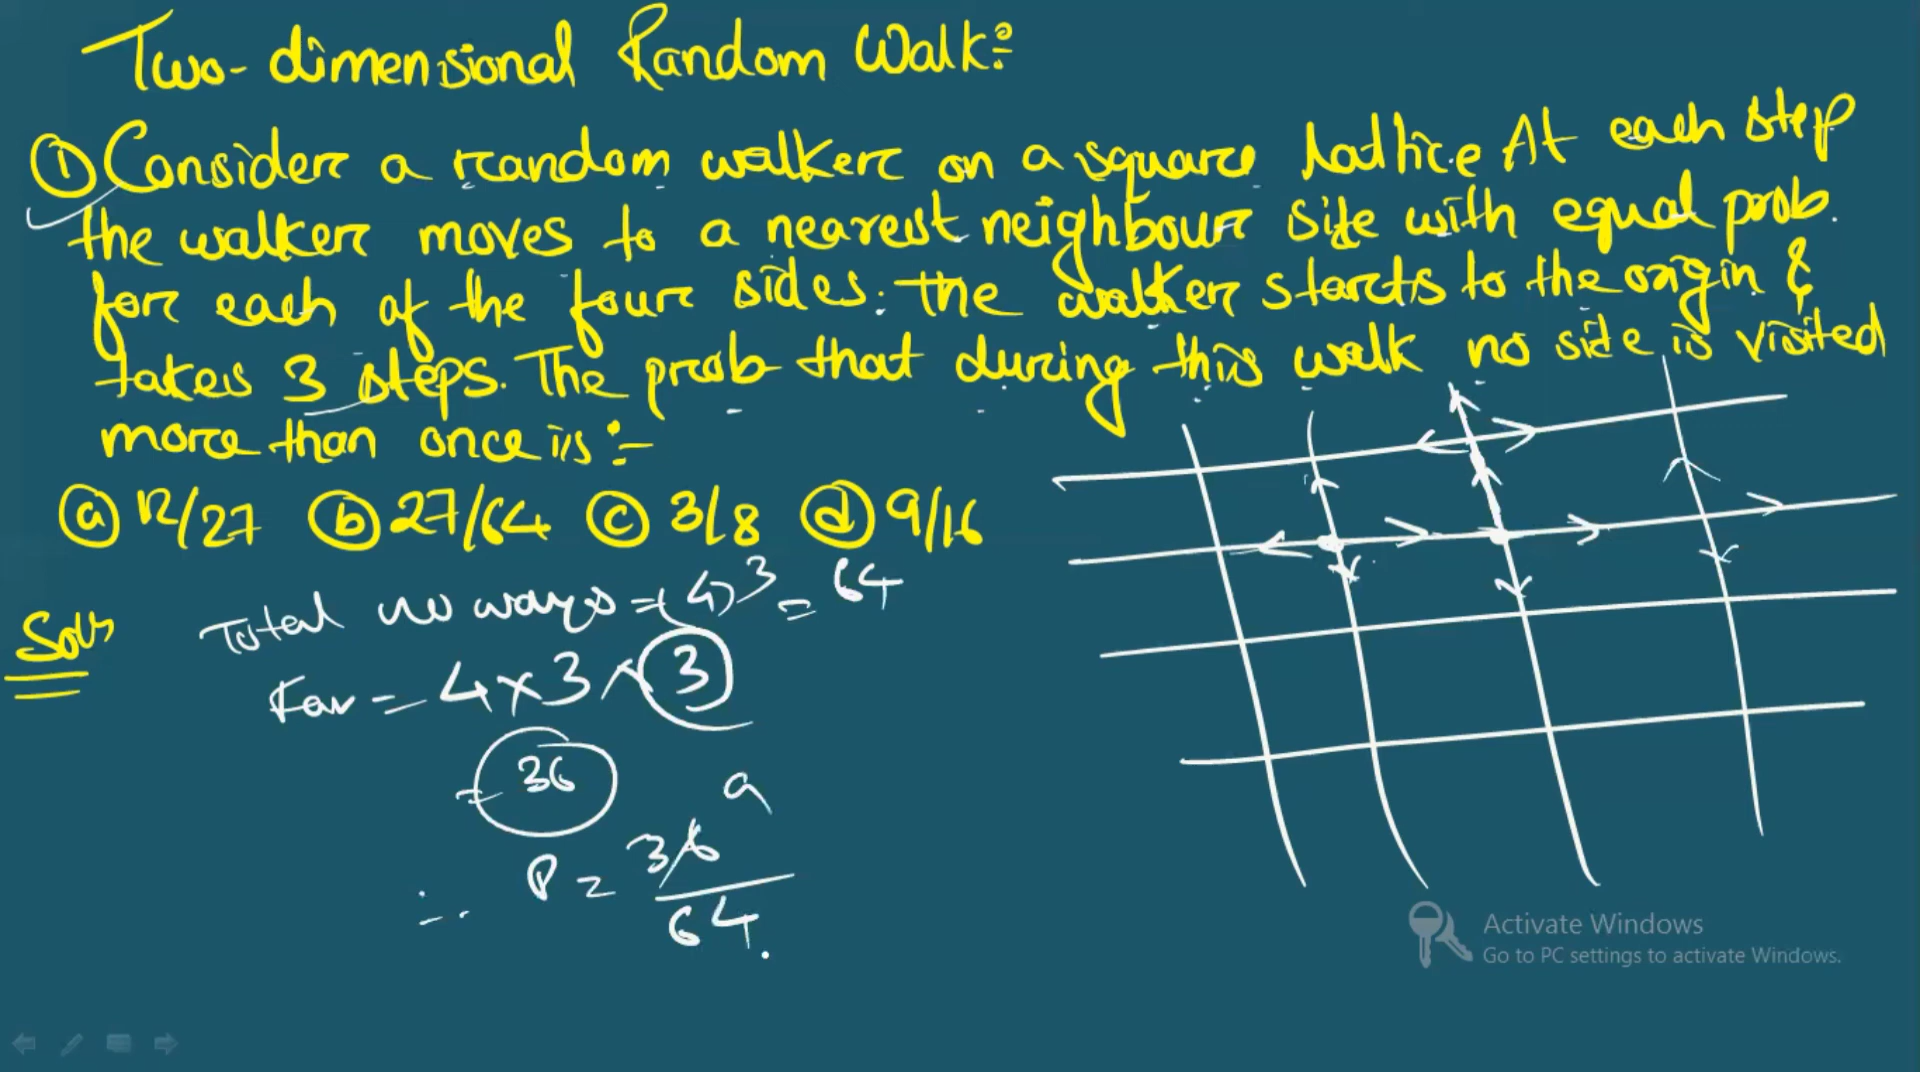 Two-dimensional Random Walk:
① Consider a random walker on a square Lattice At each step
the walker moves to a nearest neighbour site with equal prob.
for each of the four sides. the walker starts to the origin &
takes 3 steps. The prob that during this walk no site is visited
more than once is :-
ⓐ 12/27 ⓑ 27/64 ⓒ 3/8 ⓓ 9/16
Soln
Total no ways = (4)^3 = 64
Fav = 4 x 3 x 3
= 36
9
∴ P = 36/64.
Activate Windows
Go to PC settings to activate Windows.